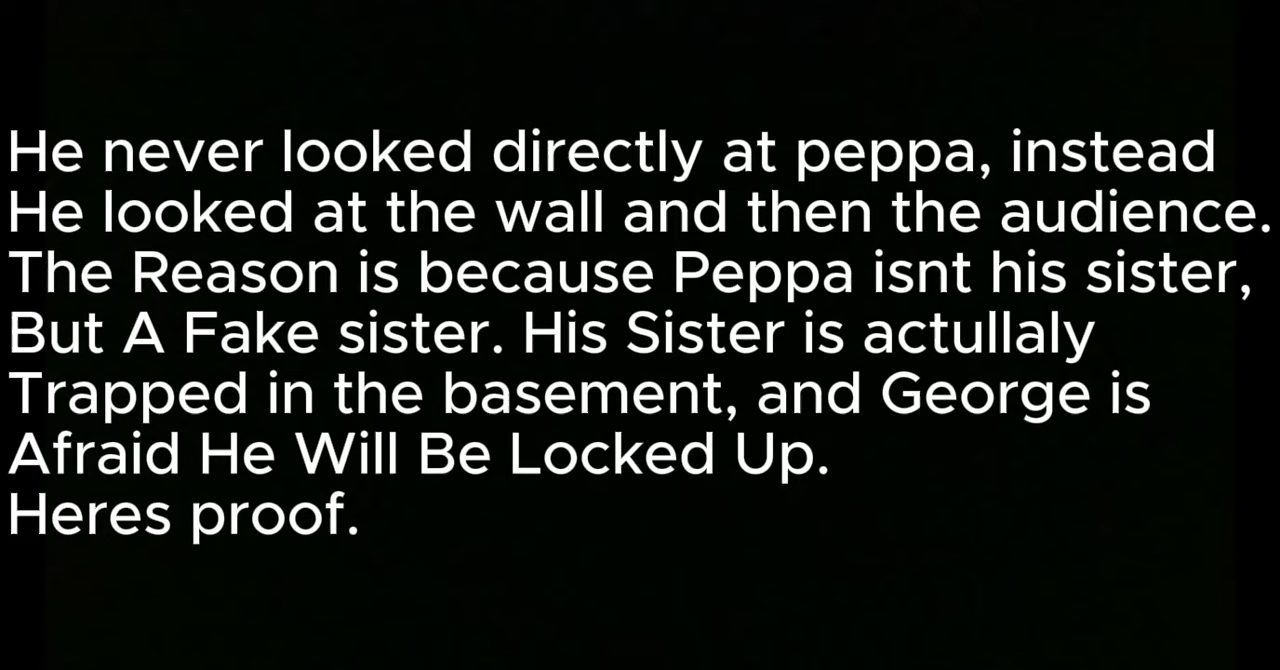 He never looked directly at peppa, instead
He looked at the wall and then the audience.
The Reason is because Peppa isnt his sister,
But A Fake sister. His Sister is actullaly
Trapped in the basement, and George is
Afraid He Will Be Locked Up.
Heres proof.